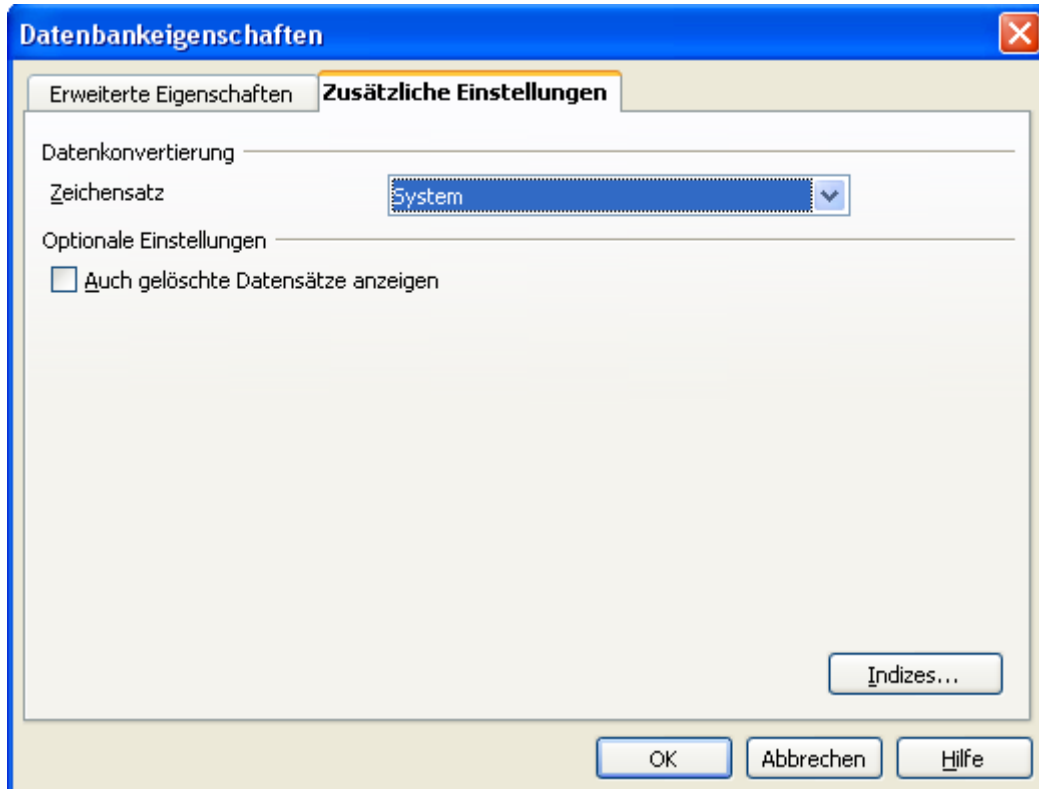 Datenbankeigenschaften
Erweiterte Eigenschaften Zusätzliche Einstellungen
Datenkonvertierung
Zeichensatz System
Optionale Einstellungen
Auch gelöschte Datensätze anzeigen
Indizes...
OK Abbrechen Hilfe